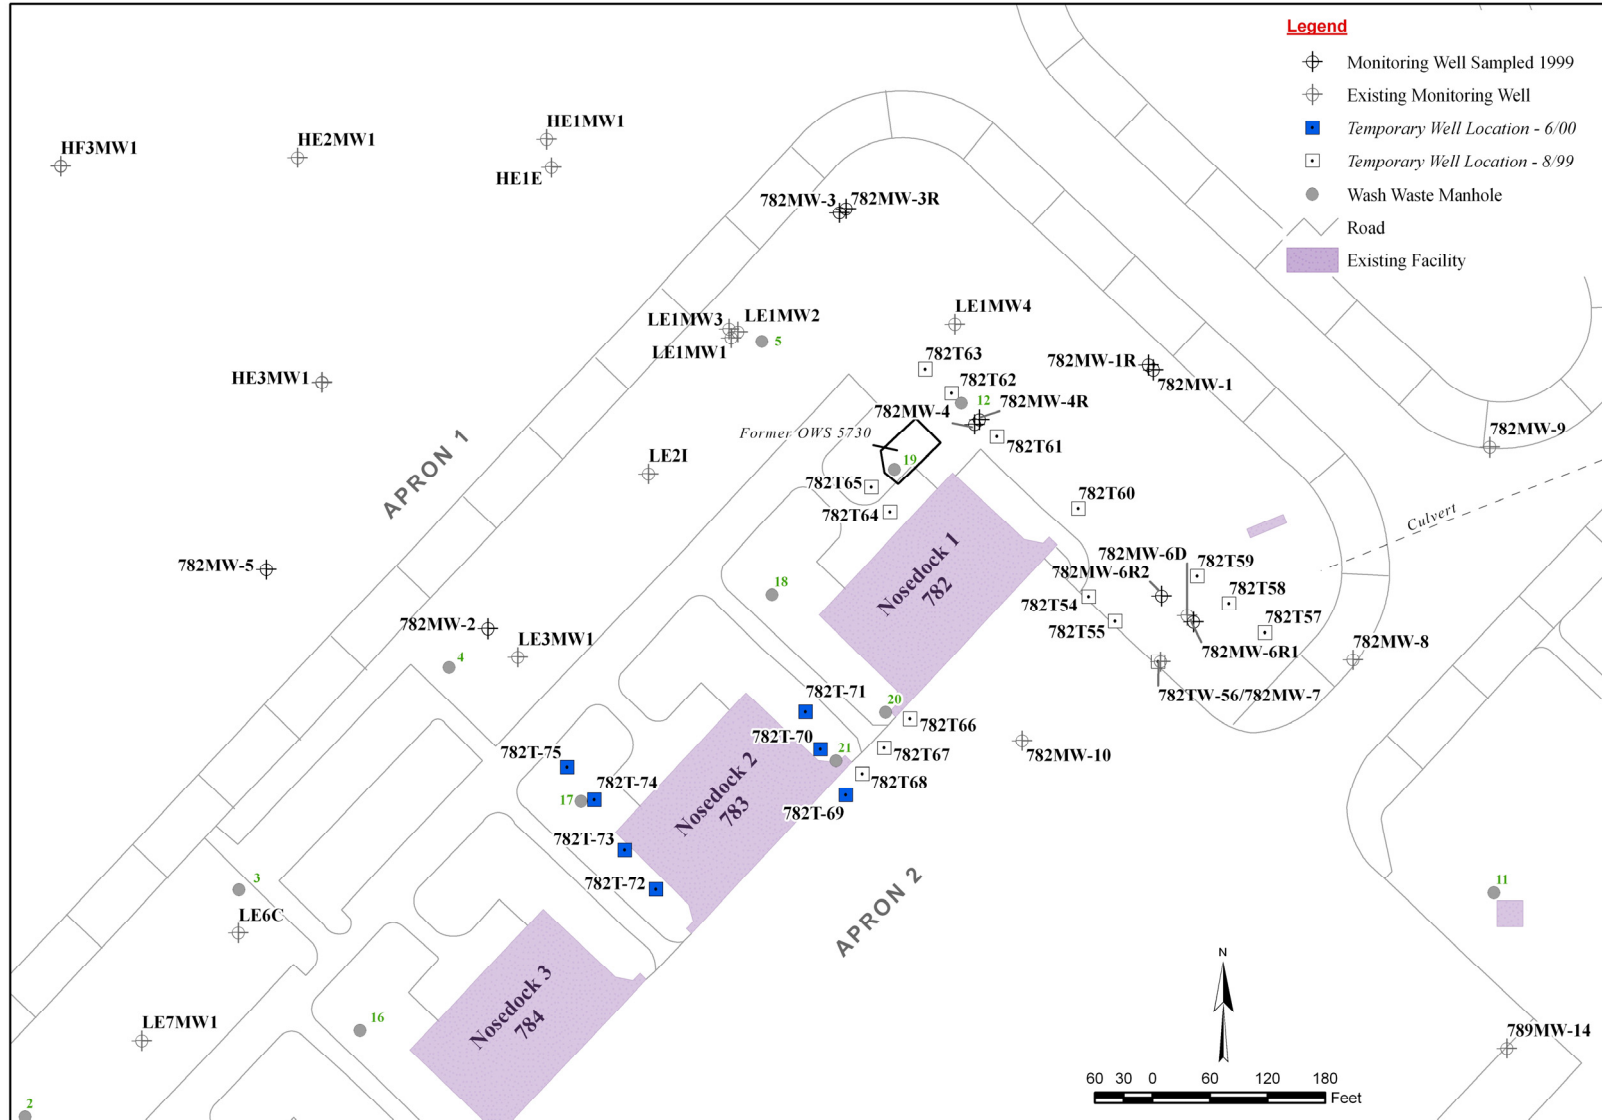 Legend
Monitoring Well Sampled 1999
Existing Monitoring Well
Temporary Well Location - 6/00
Temporary Well Location - 8/99
Wash Waste Manhole
Road
Existing Facility
HF3MW1
HE2MW1
HE1MW1
HE1E
782MW-3
782MW-3R
LE1MW3
LE1MW2
LE1MW1
5
LE1MW4
HE3MW1
782T63
782T62
12
782MW-4
782MW-4R
782MW-1R
782MW-1
Former OWS 5730
782T61
782MW-9
APRON 1
LE2I
19
782T65
782T64
782T60
Culvert
Nosedock 1
782
782MW-5
18
782MW-6D
782T59
782MW-6R2
782T58
782T54
782T57
782T55
782MW-2
LE3MW1
4
782MW-6R1
782MW-8
782TW-56/782MW-7
782T-71
20
782T66
782T-70
21
782T67
782MW-10
782T-75
782T68
782T-74
17
Nosedock 2
783
782T-69
782T-73
782T-72
3
APRON 2
11
LE6C
Nosedock 3
784
LE7MW1
16
N
789MW-14
60 30 0 60 120 180
Feet
2